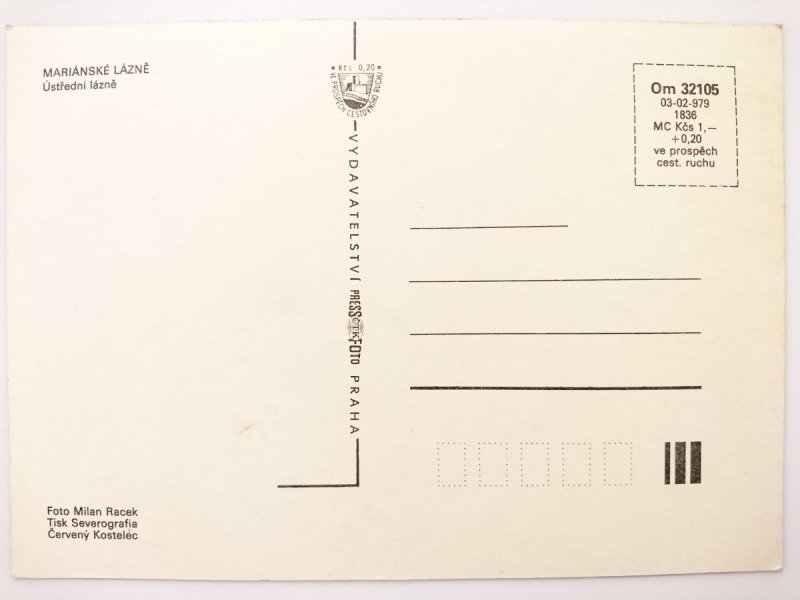 MARIÁNSKÉ LÁZNĚ
Ústřední lázně
Kčs 0,20
VE PROSPĚCH CESTOVNÍHO RUCHU
VYDAVATELSTVÍ PRESSFOTO PRAHA
ČTK
Om 32105
03-02-979
1836
MC Kčs 1,—
+0,20
ve prospěch
cest. ruchu
Foto Milan Racek
Tisk Severografia
Červený Kostelec